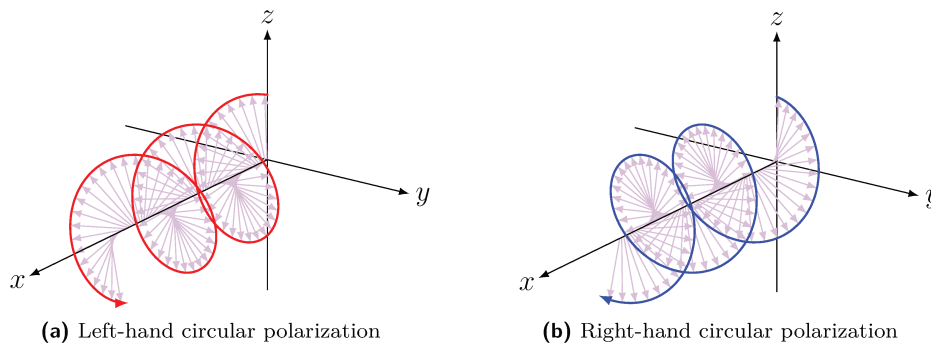 z
z
y
y
x
x
(a) Left-hand circular polarization
(b) Right-hand circular polarization